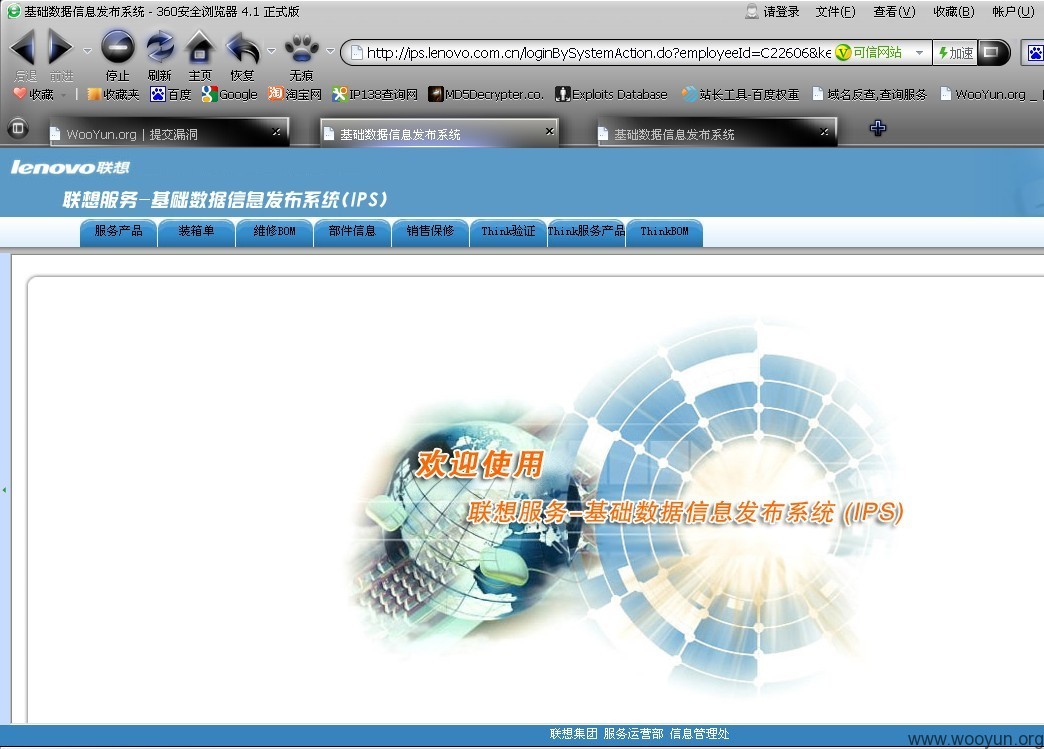 基础数据信息发布系统 - 360安全浏览器 4.1 正式版 请登录 文件(F) 查看(V) 收藏(B) 帐户(U)
后退 前进 停止 刷新 主页 恢复 无痕
http://ips.lenovo.com.cn/loginBySystemAction.do?employeeId=C22606&ke 可信网站 加速
收藏 收藏夹 百度 Google 淘宝网 IP138查询网 MD5Decrypter.co. Exploits Database 站长工具-百度权重 域名反查,查询服务 WooYun.org _
WooYun.org | 提交漏洞 基础数据信息发布系统 基础数据信息发布系统
lenovo联想
联想服务-基础数据信息发布系统(IPS)
服务产品 装箱单 维修BOM 部件信息 销售保修 Think验证 Think服务产品 ThinkBOM
欢迎使用
联想服务-基础数据信息发布系统 (IPS)
联想集团 服务运营部 信息管理处
www.wooyun.org